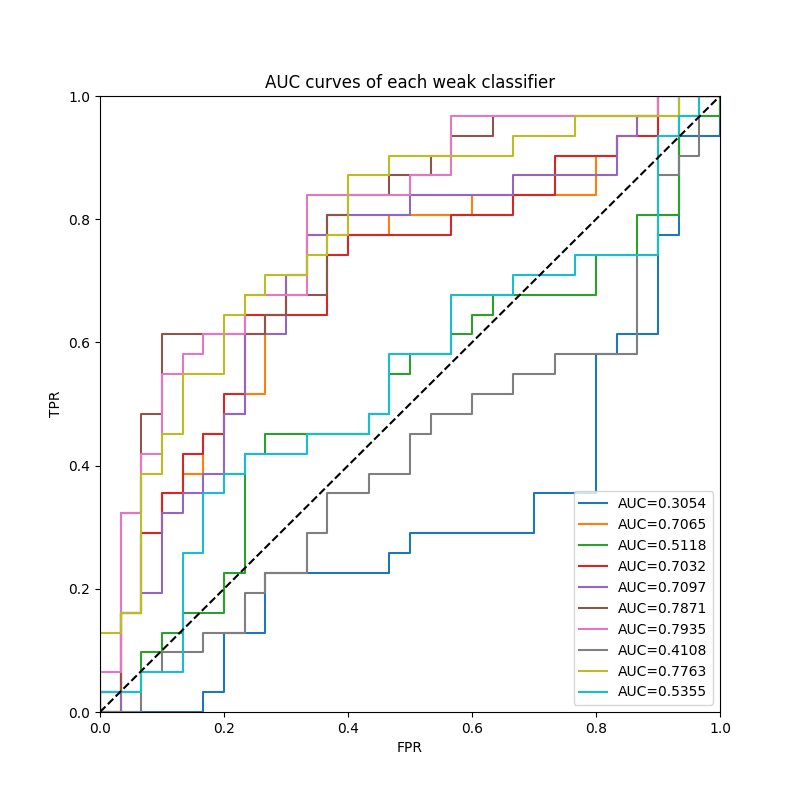 AUC curves of each weak classifier
1.0
0.8
0.6
TPR
0.4
0.2
0.0
AUC=0.3054
AUC=0.7065
AUC=0.5118
AUC=0.7032
AUC=0.7097
AUC=0.7871
AUC=0.7935
AUC=0.4108
AUC=0.7763
AUC=0.5355
0.0 0.2 0.4 0.6 0.8 1.0
FPR